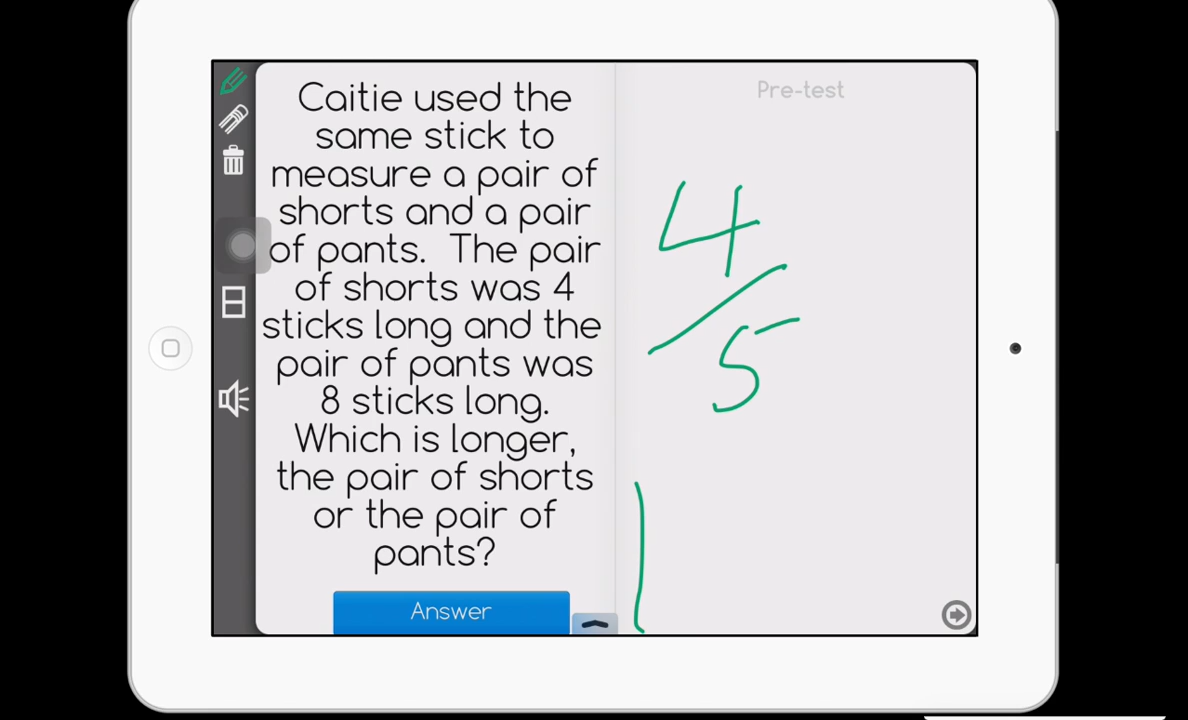 Caitie used the
same stick to
measure a pair of
shorts and a pair
of pants. The pair
of shorts was 4
sticks long and the
pair of pants was
8 sticks long.
Which is longer,
the pair of shorts
or the pair of
pants?
Answer
Pre-test
4
/
5